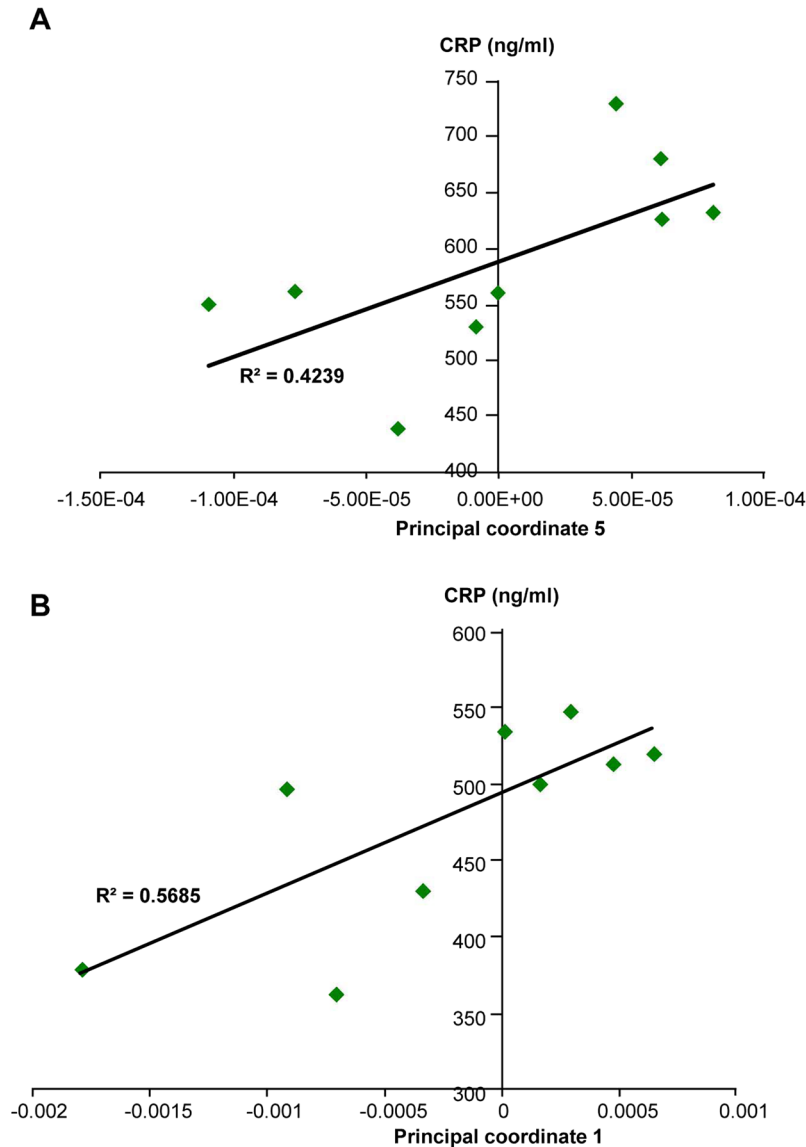 A
CRP (ng/ml)
750
700
650
600
550
500
R² = 0.4239
450
400
-1.50E-04 -1.00E-04 -5.00E-05 0.00E+00 5.00E-05 1.00E-04
Principal coordinate 5
B
CRP (ng/ml)
600
550
500
450
R² = 0.5685
400
350
300
-0.002 -0.0015 -0.001 -0.0005 0 0.0005 0.001
Principal coordinate 1